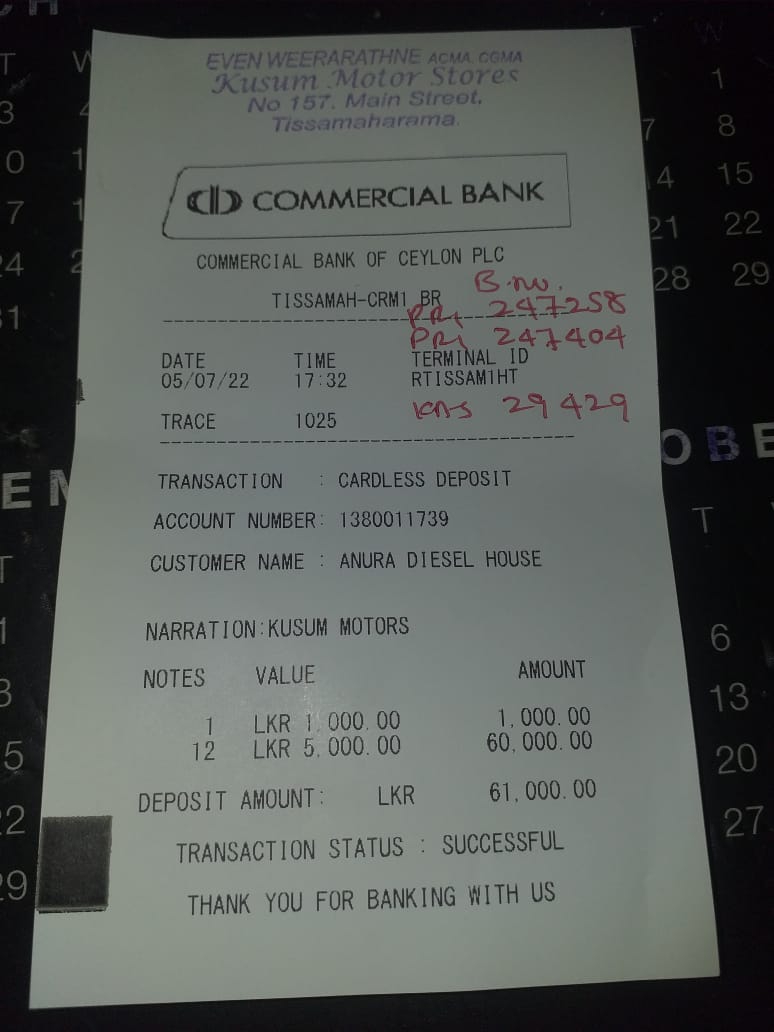 EVEN WEERARATHNE ACMA, CGMA
Kusum Motor Stores
No 157, Main Street,
Tissamaharama.
COMMERCIAL BANK
COMMERCIAL BANK OF CEYLON PLC
B.no.
TISSAMAH-CRM1 BR
247258
247404
DATE TIME TERMINAL ID
05/07/22 17:32 RTISSAM1HT
29429
TRACE 1025
TRANSACTION : CARDLESS DEPOSIT
ACCOUNT NUMBER: 1380011739
CUSTOMER NAME : ANURA DIESEL HOUSE
NARRATION:KUSUM MOTORS
NOTES VALUE AMOUNT
1 LKR 1,000.00 1,000.00
12 LKR 5,000.00 60,000.00
DEPOSIT AMOUNT: LKR 61,000.00
TRANSACTION STATUS : SUCCESSFUL
THANK YOU FOR BANKING WITH US